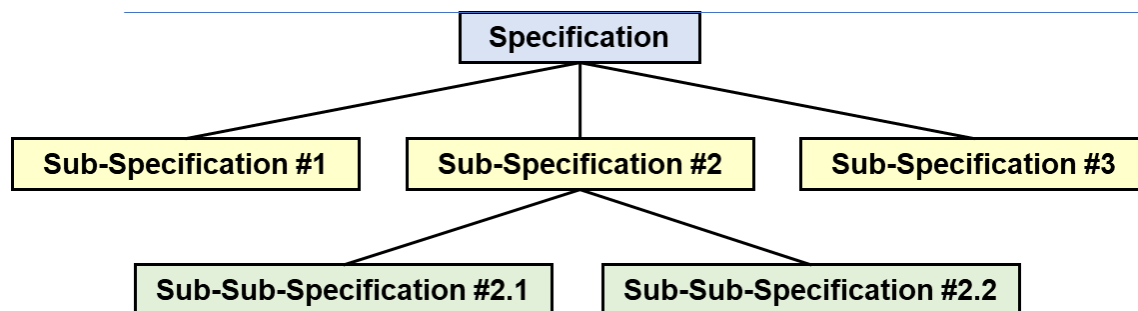 Specification
Sub-Specification #1
Sub-Specification #2
Sub-Specification #3
Sub-Sub-Specification #2.1
Sub-Sub-Specification #2.2